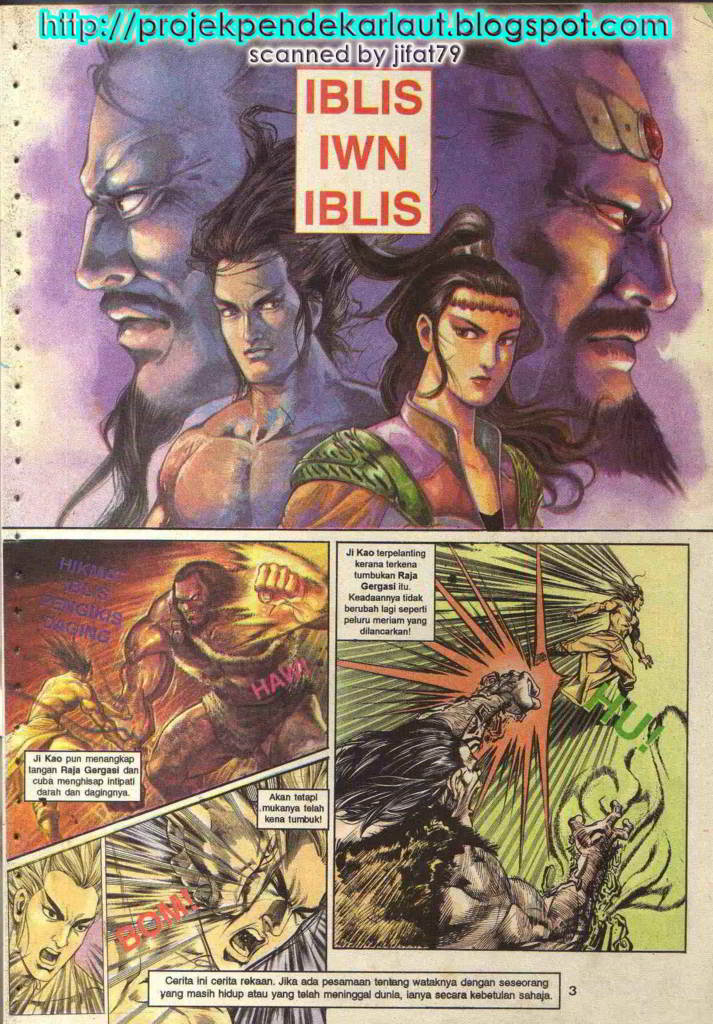 http://projekpendekarlaut.blogspot.com
scanned by jifat79
IBLIS
IWN
IBLIS
HIKMAT
IBLIS
DAGING
HAW!
Ji Kao pun menangkap
tangan Raja Gergasi dan
cuba menghisap intipati
darah dan dagingnya.
Ji Kao terpelanting
kerana terkena
tumbukan Raja
Gergasi itu.
Keadaannya tidak
berubah lagi seperti
peluru meriam yang
dilancarkan!
HU!
Akan tetapi
mukanya telah
kena tumbuk!
BOM!
Cerita ini cerita rekaan. Jika ada pesamaan tentang wataknya dengan seseorang
yang masih hidup atau yang telah meninggal dunia, ianya secara kebetulan sahaja.
3